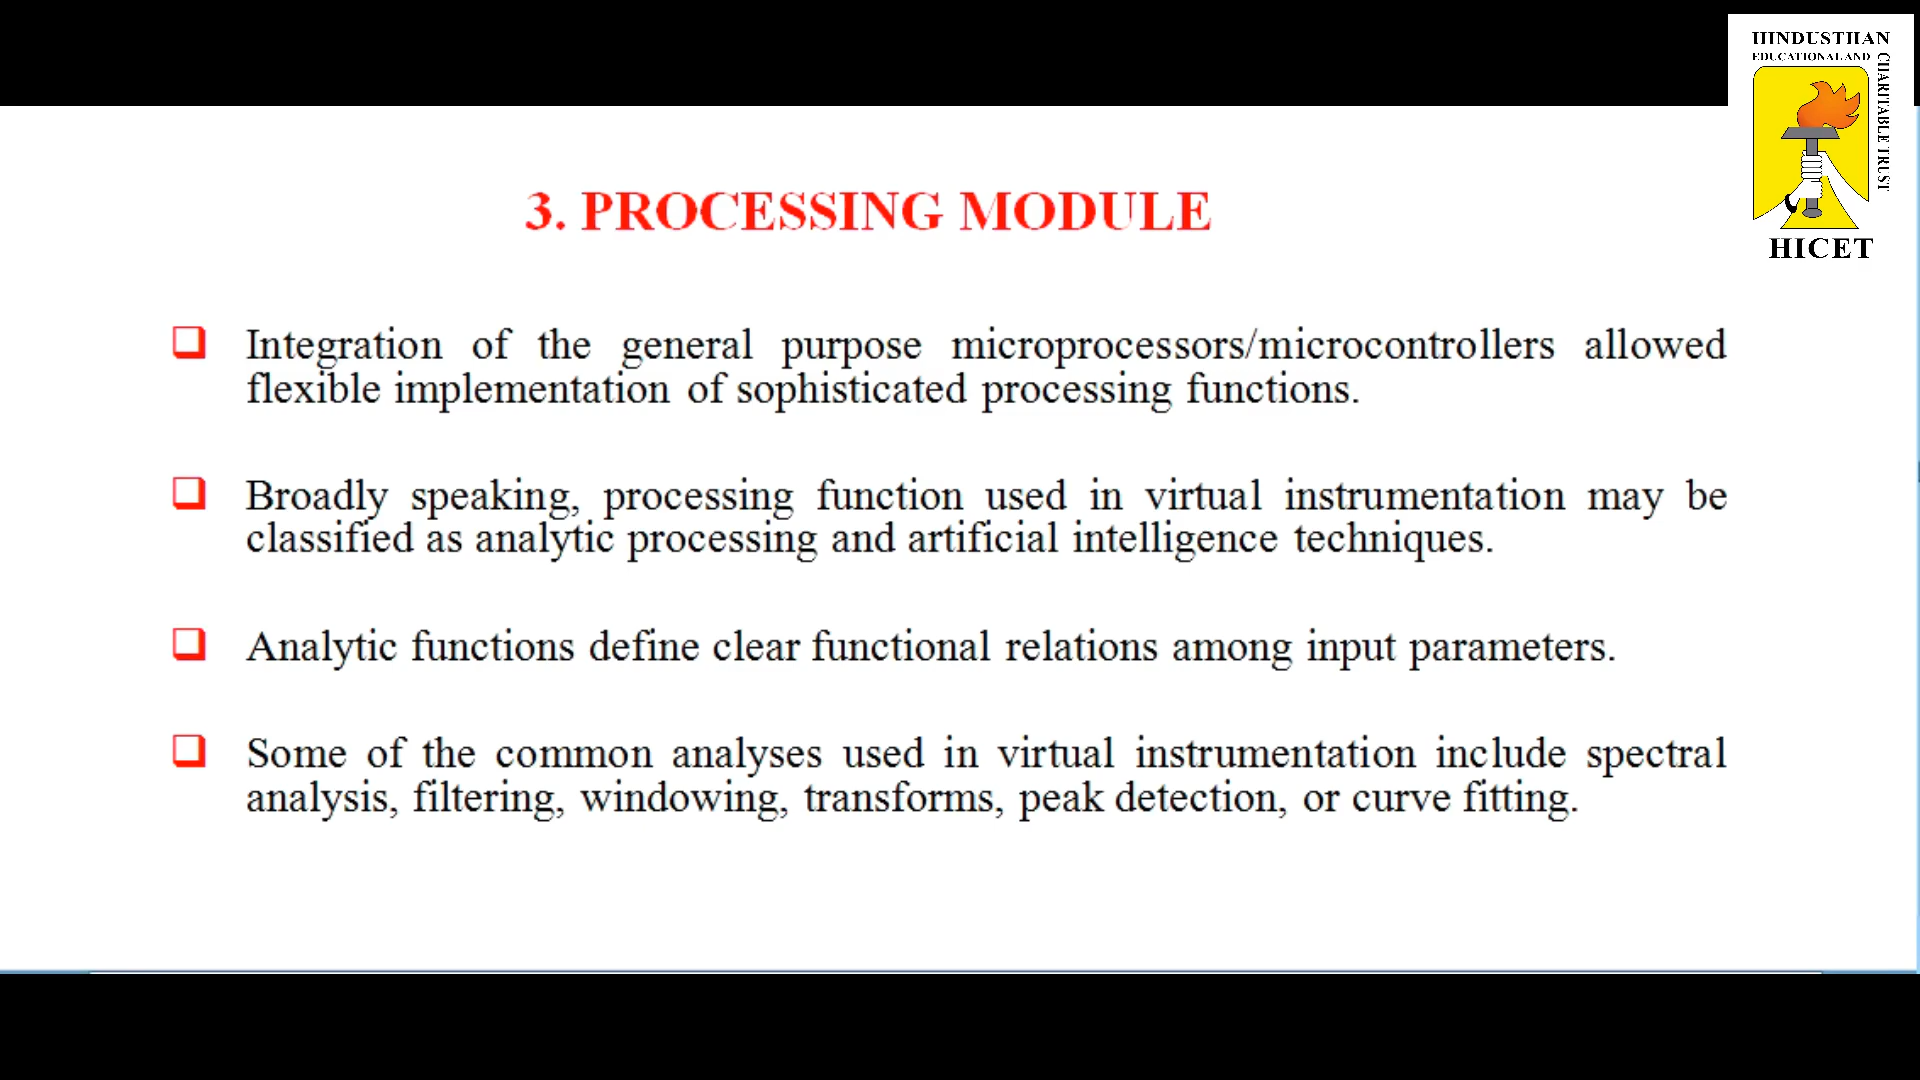 HINDUSTHAN
EDUCATIONAL AND
CHARITABLE TRUST
HICET
3. PROCESSING MODULE
Integration of the general purpose microprocessors/microcontrollers allowed
flexible implementation of sophisticated processing functions.
Broadly speaking, processing function used in virtual instrumentation may be
classified as analytic processing and artificial intelligence techniques.
Analytic functions define clear functional relations among input parameters.
Some of the common analyses used in virtual instrumentation include spectral
analysis, filtering, windowing, transforms, peak detection, or curve fitting.